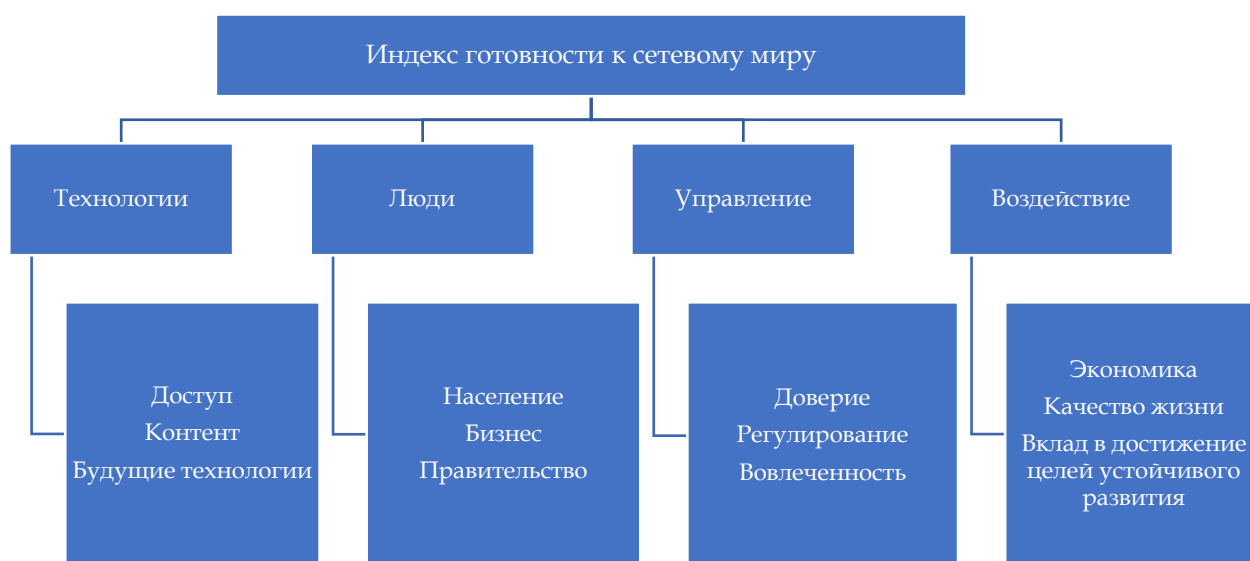 Индекс готовности к сетевому миру
Технологии
Люди
Управление
Воздействие
Доступ
Контент
Будущие технологии
Население
Бизнес
Правительство
Доверие
Регулирование
Вовлеченность
Экономика
Качество жизни
Вклад в достижение
целей устойчивого
развития